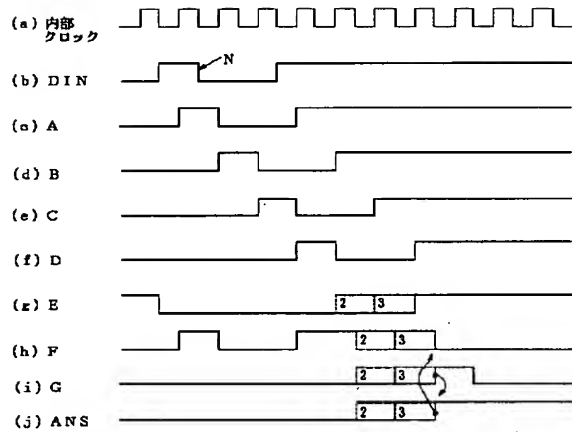 (a) 内部
クロック
N
(b) DIN
(c) A
(d) B
(e) C
(f) D
(g) E 2 3
(h) F 2 3
(i) G 2 3
(j) ANS 2 3